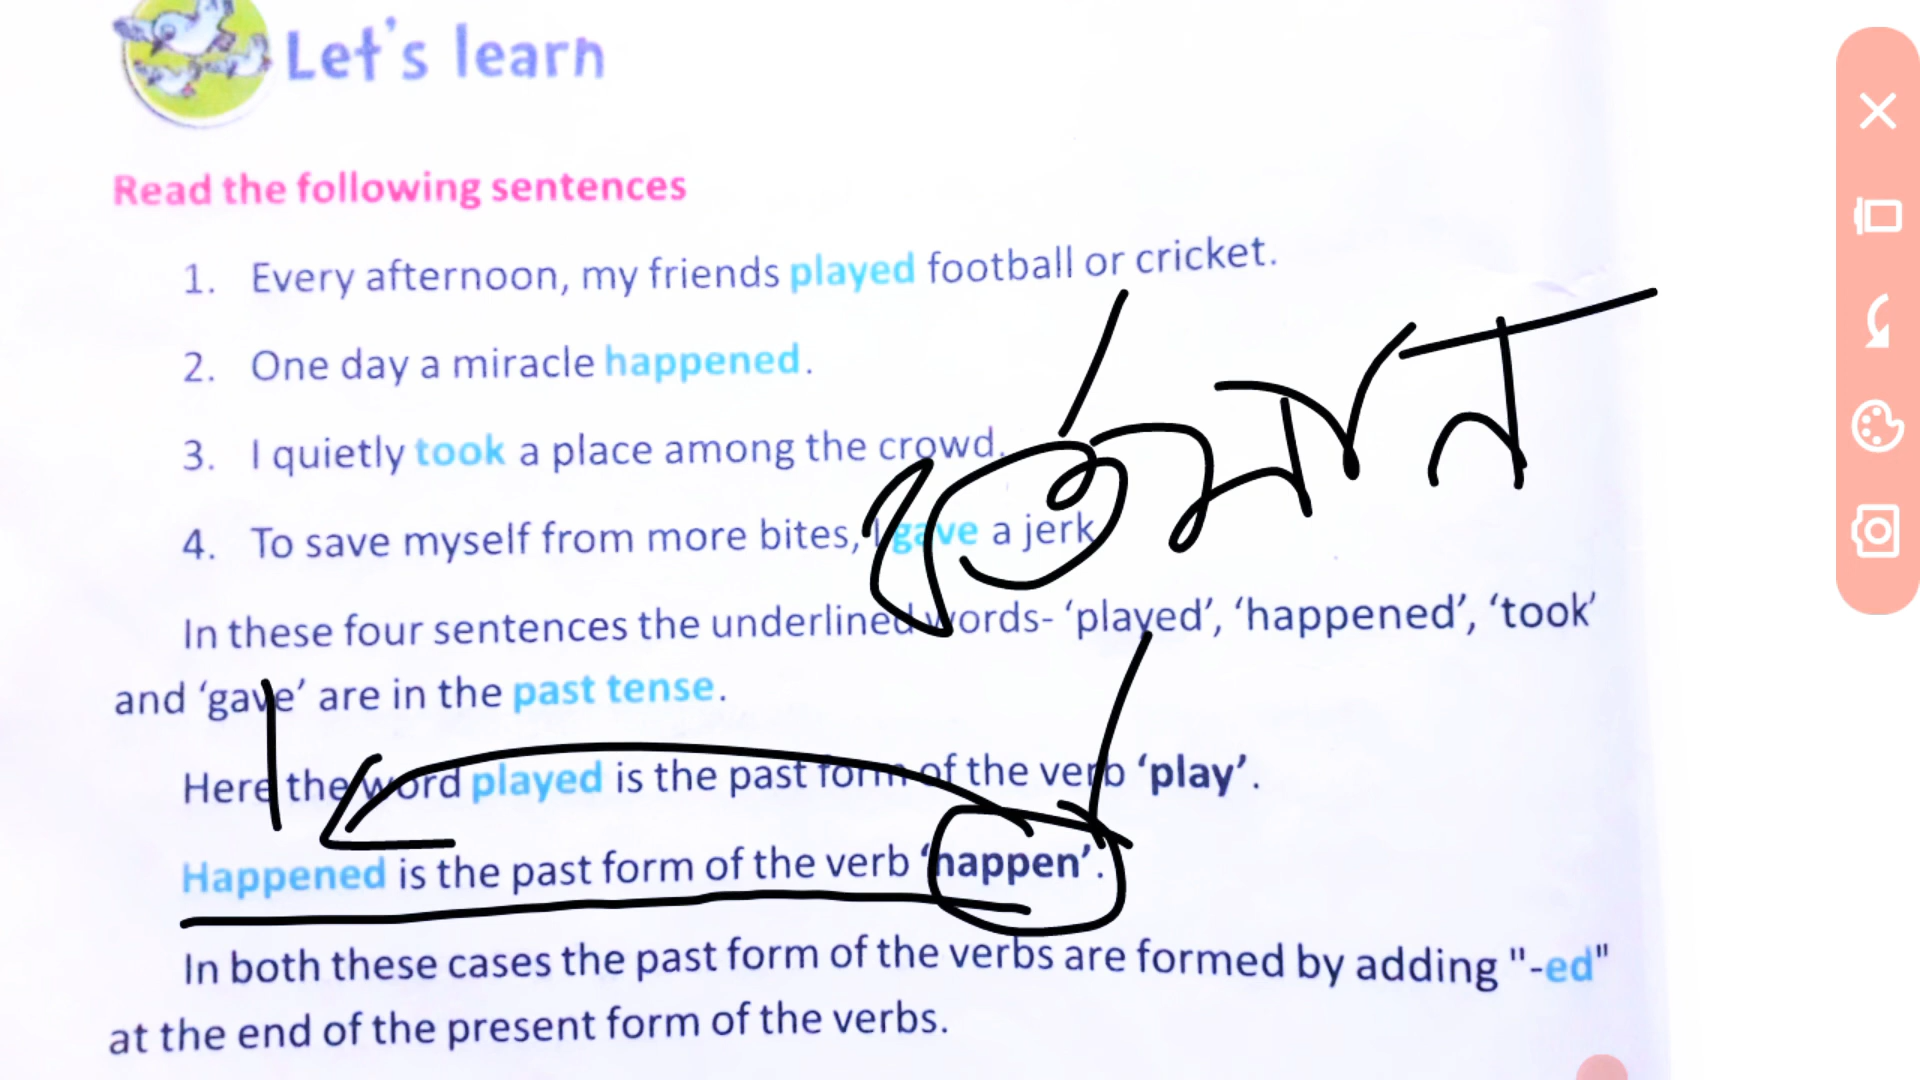 Let's learn
Read the following sentences
1. Every afternoon, my friends played football or cricket.
2. One day a miracle happened.
3. I quietly took a place among the crowd.
4. To save myself from more bites, I gave a jerk
In these four sentences the underlined words- ‘played’, ‘happened’, ‘took’
and ‘gave’ are in the past tense.
Here the word played is the past form of the verb ‘play’.
Happened is the past form of the verb ‘happen’.
In both these cases the past form of the verbs are formed by adding "-ed"
at the end of the present form of the verbs.